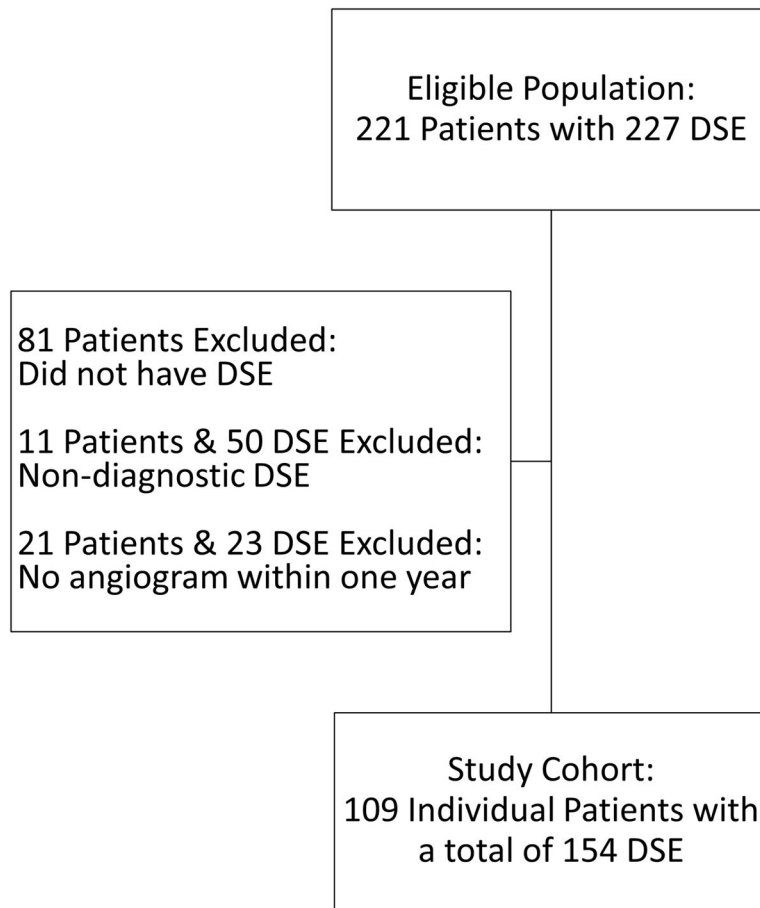 Eligible Population:
221 Patients with 227 DSE
81 Patients Excluded:
Did not have DSE
11 Patients & 50 DSE Excluded:
Non-diagnostic DSE
21 Patients & 23 DSE Excluded:
No angiogram within one year
Study Cohort:
109 Individual Patients with
a total of 154 DSE